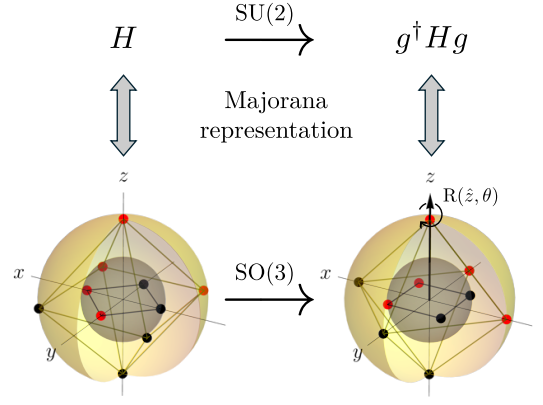 H
SU(2)
g†Hg
Majorana
representation
z
z
R(ẑ, θ)
x
SO(3)
x
y
y